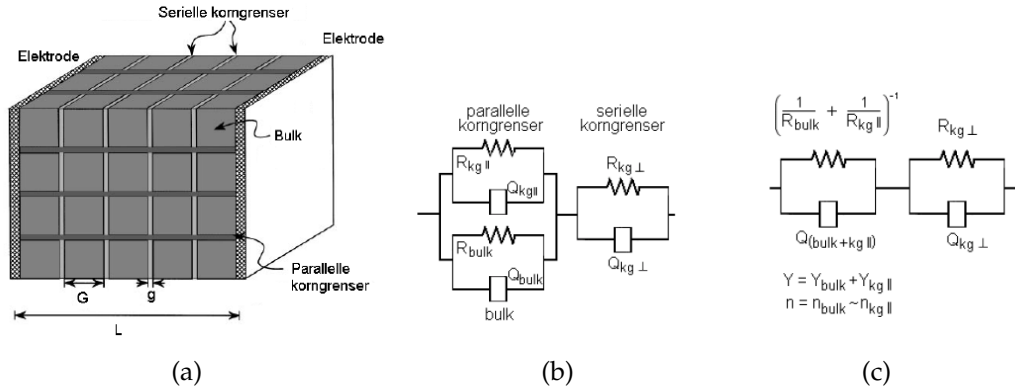 Serielle korngrenser
Elektrode
Elektrode
Bulk
Parallelle
korngrenser
G
g
L
(a)
parallelle
korngrenser
serielle
korngrenser
R_kg∥
Q_kg∥
R_bulk
Q_bulk
bulk
R_kg⊥
Q_kg⊥
(b)
(1/R_bulk + 1/R_kg∥)^-1
R_kg⊥
Q_(bulk+kg∥)
Q_kg⊥
Y = Y_bulk + Y_kg∥
n = n_bulk ~ n_kg∥
(c)